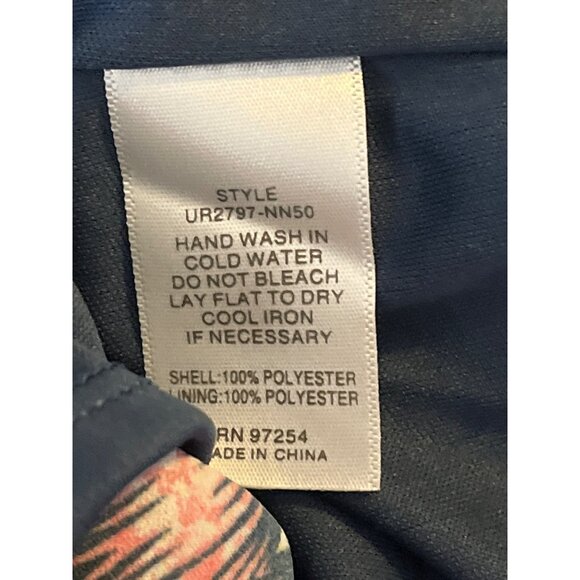 STYLE
UR2797-NN50
HAND WASH IN
COLD WATER
DO NOT BLEACH
LAY FLAT TO DRY
COOL IRON
IF NECESSARY
SHELL:100% POLYESTER
LINING:100% POLYESTER
RN 97254
ADE IN CHINA